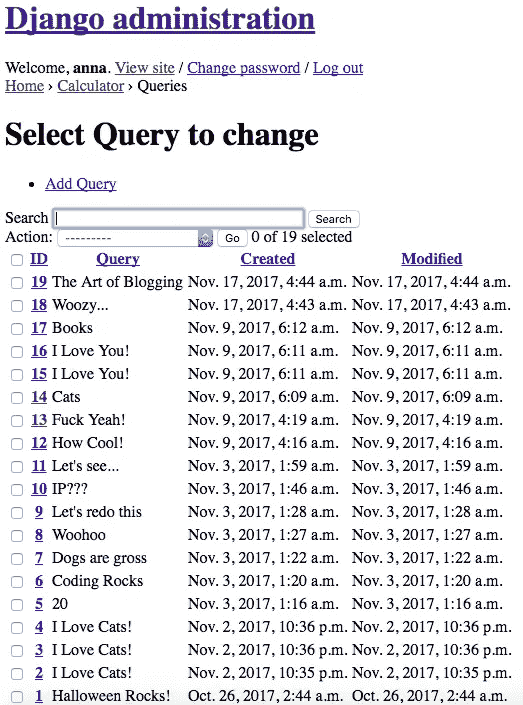 Django administration
Welcome, anna. View site / Change password / Log out
Home › Calculator › Queries
Select Query to change
• Add Query
Search Search
Action: --------- Go 0 of 19 selected
ID Query Created Modified
19 The Art of Blogging Nov. 17, 2017, 4:44 a.m. Nov. 17, 2017, 4:44 a.m.
18 Woozy... Nov. 17, 2017, 4:43 a.m. Nov. 17, 2017, 4:43 a.m.
17 Books Nov. 9, 2017, 6:12 a.m. Nov. 9, 2017, 6:12 a.m.
16 I Love You! Nov. 9, 2017, 6:11 a.m. Nov. 9, 2017, 6:11 a.m.
15 I Love You! Nov. 9, 2017, 6:11 a.m. Nov. 9, 2017, 6:11 a.m.
14 Cats Nov. 9, 2017, 6:09 a.m. Nov. 9, 2017, 6:09 a.m.
13 Fuck Yeah! Nov. 9, 2017, 4:19 a.m. Nov. 9, 2017, 4:19 a.m.
12 How Cool! Nov. 9, 2017, 4:16 a.m. Nov. 9, 2017, 4:16 a.m.
11 Let's see... Nov. 3, 2017, 1:59 a.m. Nov. 3, 2017, 1:59 a.m.
10 IP??? Nov. 3, 2017, 1:46 a.m. Nov. 3, 2017, 1:46 a.m.
9 Let's redo this Nov. 3, 2017, 1:28 a.m. Nov. 3, 2017, 1:28 a.m.
8 Woohoo Nov. 3, 2017, 1:27 a.m. Nov. 3, 2017, 1:27 a.m.
7 Dogs are gross Nov. 3, 2017, 1:22 a.m. Nov. 3, 2017, 1:22 a.m.
6 Coding Rocks Nov. 3, 2017, 1:20 a.m. Nov. 3, 2017, 1:20 a.m.
5 20 Nov. 3, 2017, 1:16 a.m. Nov. 3, 2017, 1:16 a.m.
4 I Love Cats! Nov. 2, 2017, 10:36 p.m. Nov. 2, 2017, 10:36 p.m.
3 I Love Cats! Nov. 2, 2017, 10:36 p.m. Nov. 2, 2017, 10:36 p.m.
2 I Love Cats! Nov. 2, 2017, 10:35 p.m. Nov. 2, 2017, 10:35 p.m.
1 Halloween Rocks! Oct. 26, 2017, 2:44 a.m. Oct. 26, 2017, 2:44 a.m.